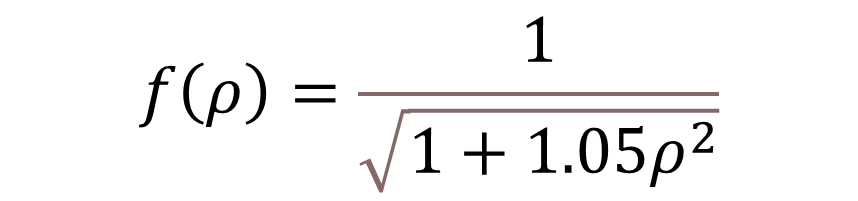 f(ρ) = 1 / √(1 + 1.05ρ²)